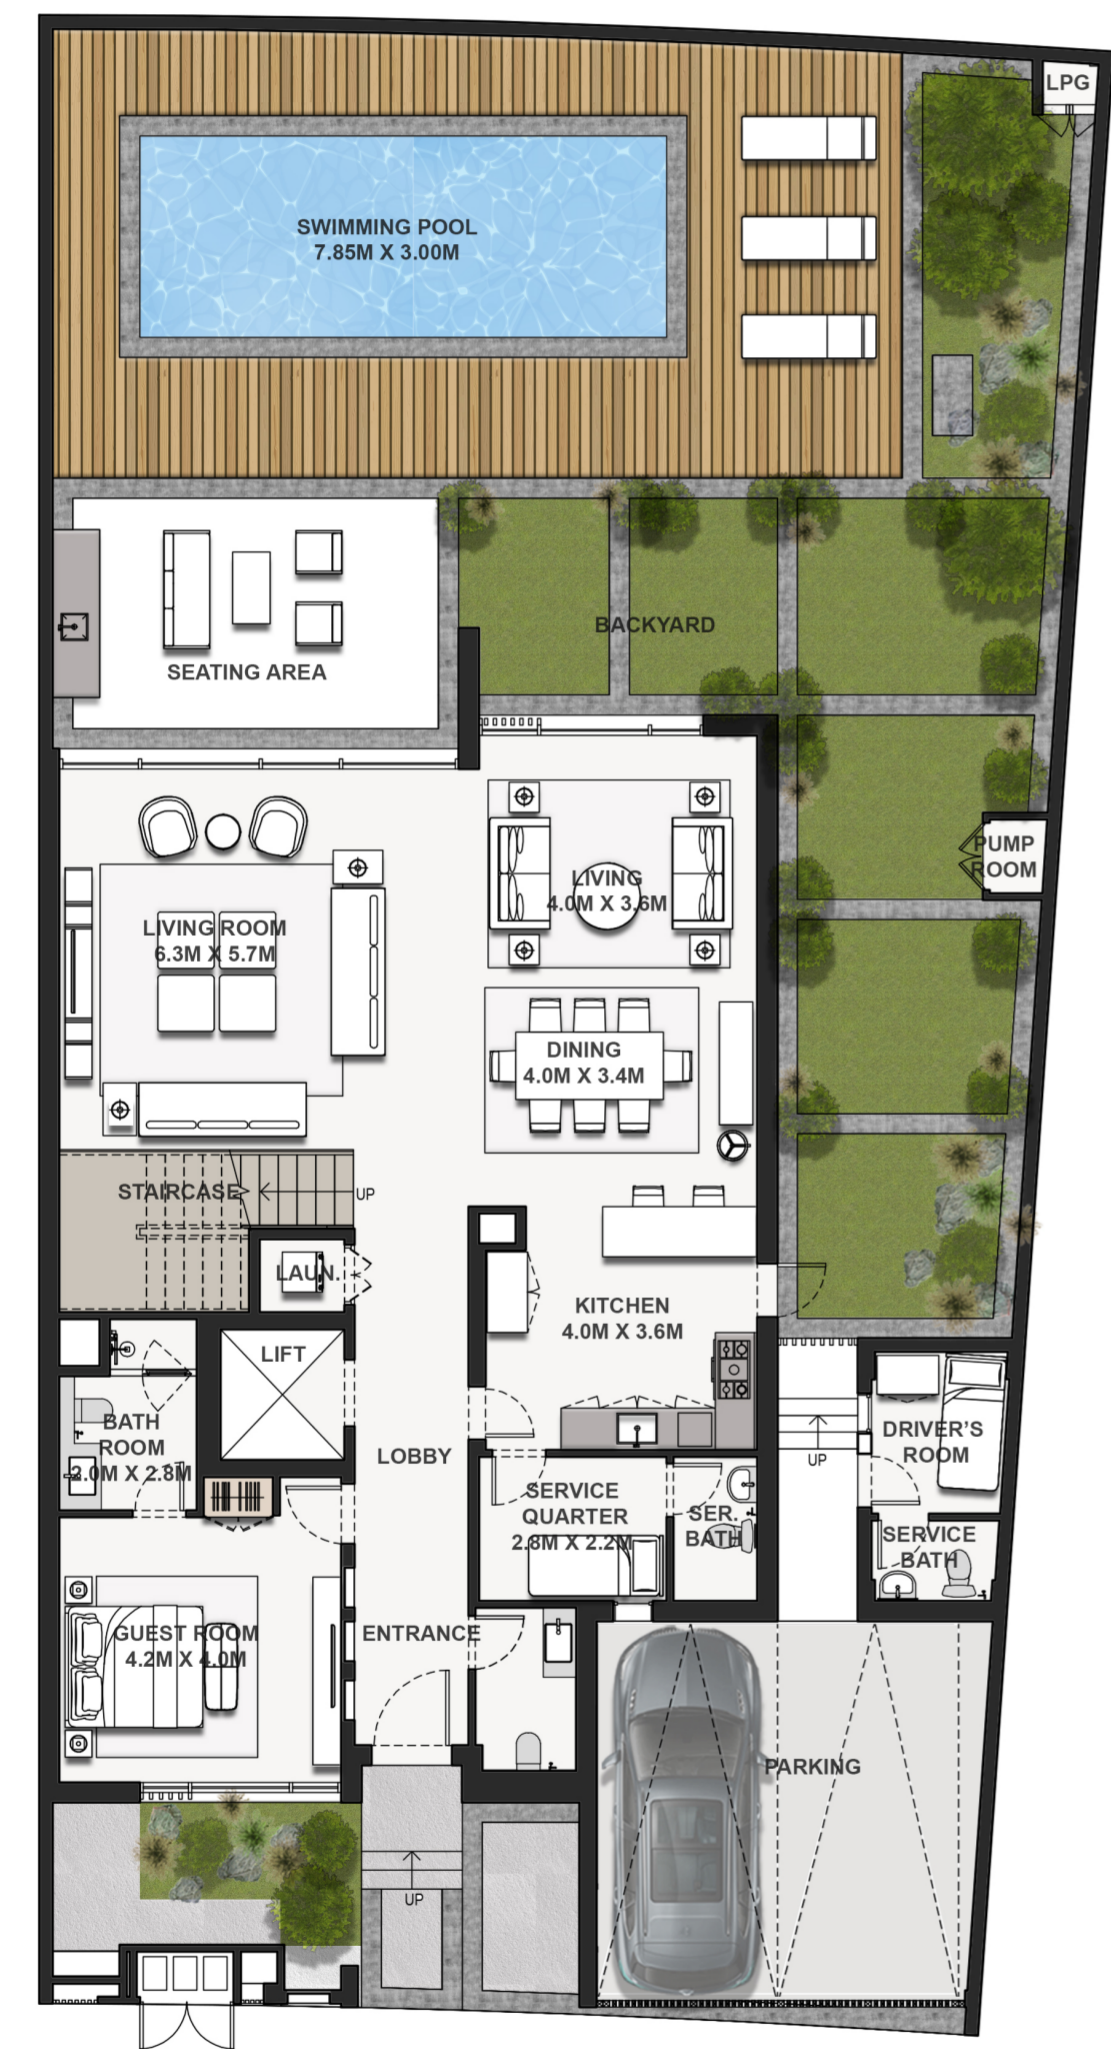 LPG
SWIMMING POOL
7.85M X 3.00M
BACKYARD
SEATING AREA
PUMP
ROOM
LIVING
4.0M X 3.6M
LIVING ROOM
6.3M X 5.7M
DINING
4.0M X 3.4M
STAIRCASE
UP
LAUN.
KITCHEN
4.0M X 3.6M
LIFT
BATH
ROOM
2.0M X 2.8M
LOBBY
DRIVER'S
ROOM
UP
SERVICE
QUARTER
2.8M X 2.2M
SER.
BATH
SERVICE
BATH
GUEST ROOM
4.2M X 4.0M
ENTRANCE
PARKING
UP